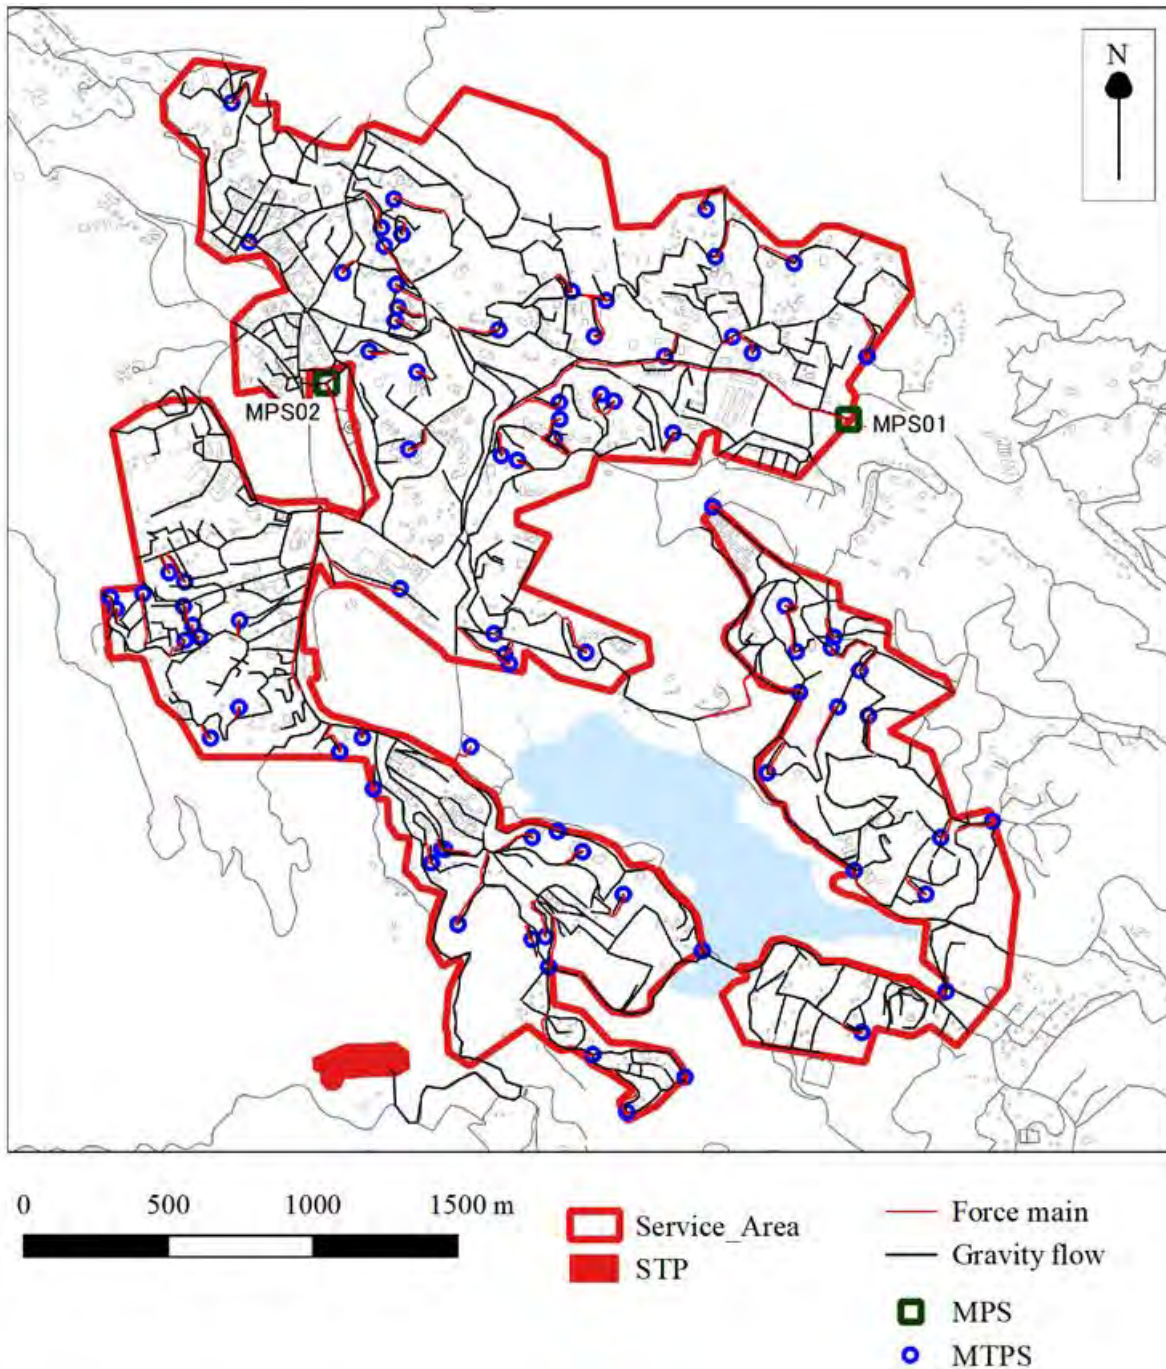 N
MPS02
MPS01
0 500 1000 1500 m
Service_Area
STP
Force main
Gravity flow
MPS
MTPS